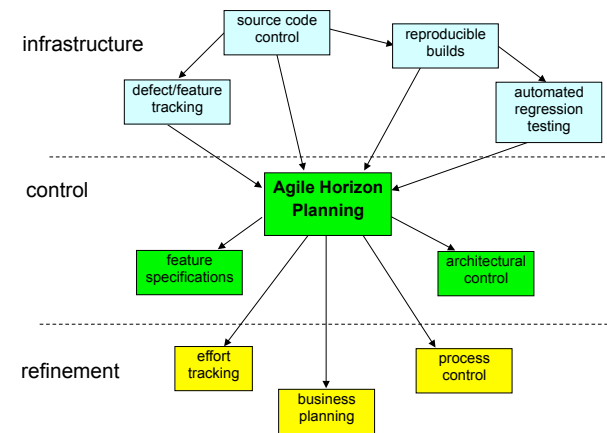 source code
control
infrastructure
reproducible
builds
defect/feature
tracking
automated
regression
testing
control
Agile Horizon
Planning
feature
specifications
architectural
control
refinement
effort
tracking
process
control
business
planning